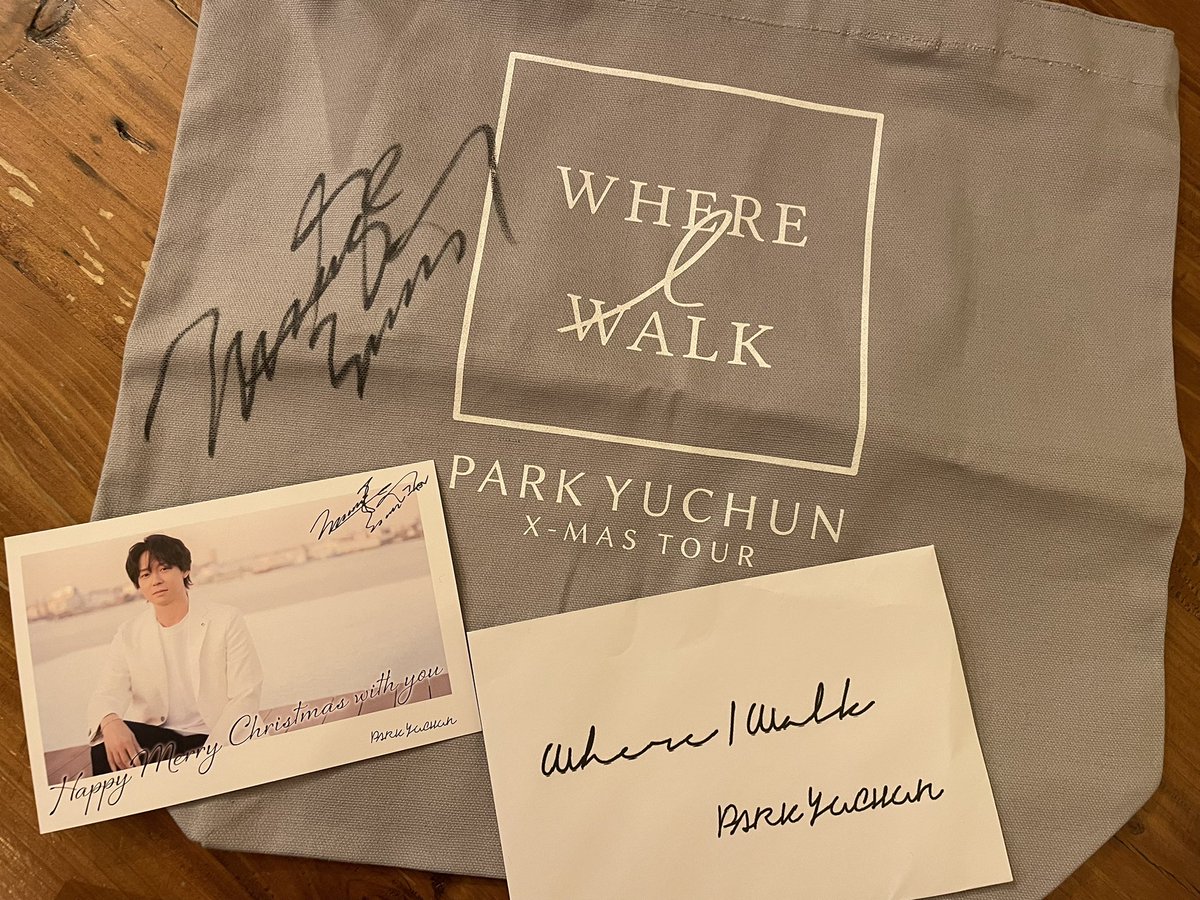 WHERE
I
WALK
PARK YUCHUN
X-MAS TOUR
Happy Merry Christmas with you
PARK YUCHUN
Where I Walk
PARK YUCHUN